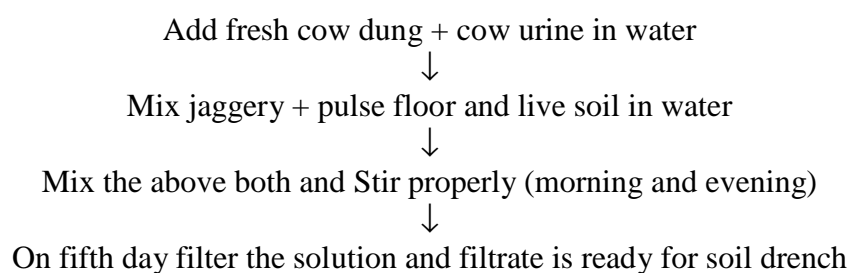 Add fresh cow dung + cow urine in water
↓
Mix jaggery + pulse floor and live soil in water
↓
Mix the above both and Stir properly (morning and evening)
↓
On fifth day filter the solution and filtrate is ready for soil drench